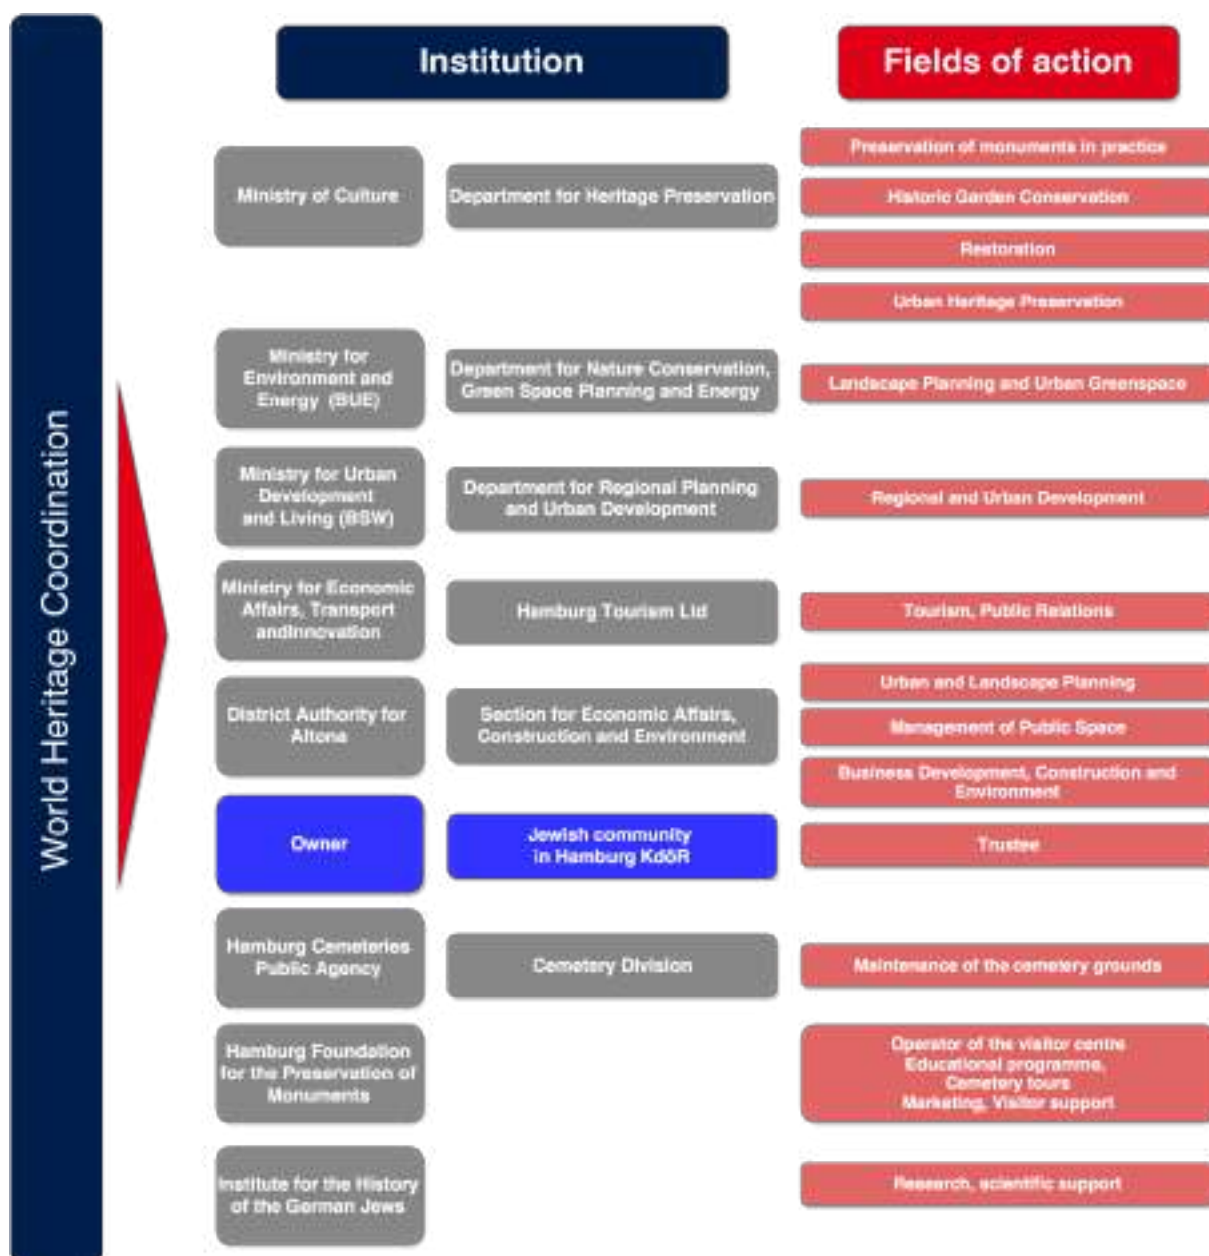 World Heritage Coordination
Institution
Fields of action
Ministry of Culture
Department for Heritage Preservation
Preservation of monuments in practice
Historic Garden Conservation
Restoration
Urban Heritage Preservation
Ministry for
Environment and
Energy (BUE)
Department for Nature Conservation,
Green Space Planning and Energy
Landscape Planning and Urban Greenspace
Ministry for Urban
Development
and Living (BSW)
Department for Regional Planning
and Urban Development
Regional and Urban Development
Ministry for Economic
Affairs, Transport
andInnovation
Hamburg Tourism Ltd
Tourism, Public Relations
District Authority for
Altona
Section for Economic Affairs,
Construction and Environment
Urban and Landscape Planning
Management of Public Space
Business Development, Construction and
Environment
Owner
Jewish community
in Hamburg KdöR
Trustee
Hamburg Cemeteries
Public Agency
Cemetery Division
Maintenance of the cemetery grounds
Hamburg Foundation
for the Preservation of
Monuments
Operator of the visitor centre
Educational programme,
Cemetery tours
Marketing, Visitor support
Institute for the History
of the German Jews
Research, scientific support